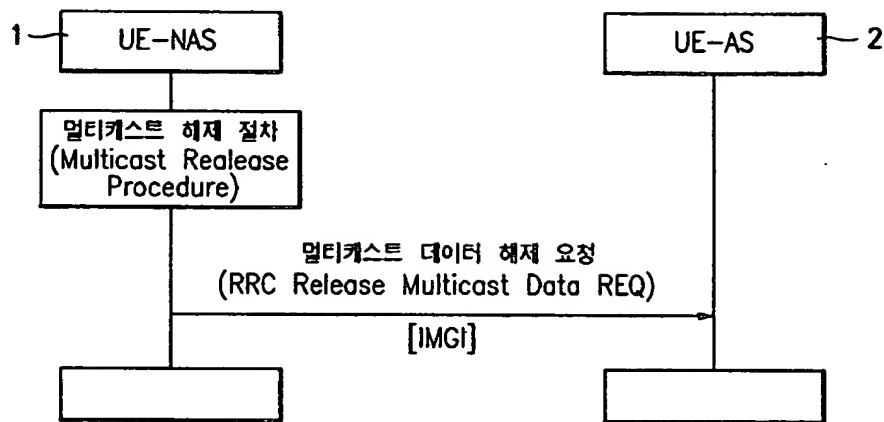 1 UE-NAS UE-AS 2
멀티캐스트 해제 절차
(Multicast Realease
Procedure)
멀티캐스트 데이터 해제 요청
(RRC Release Multicast Data REQ)
[IMGI]